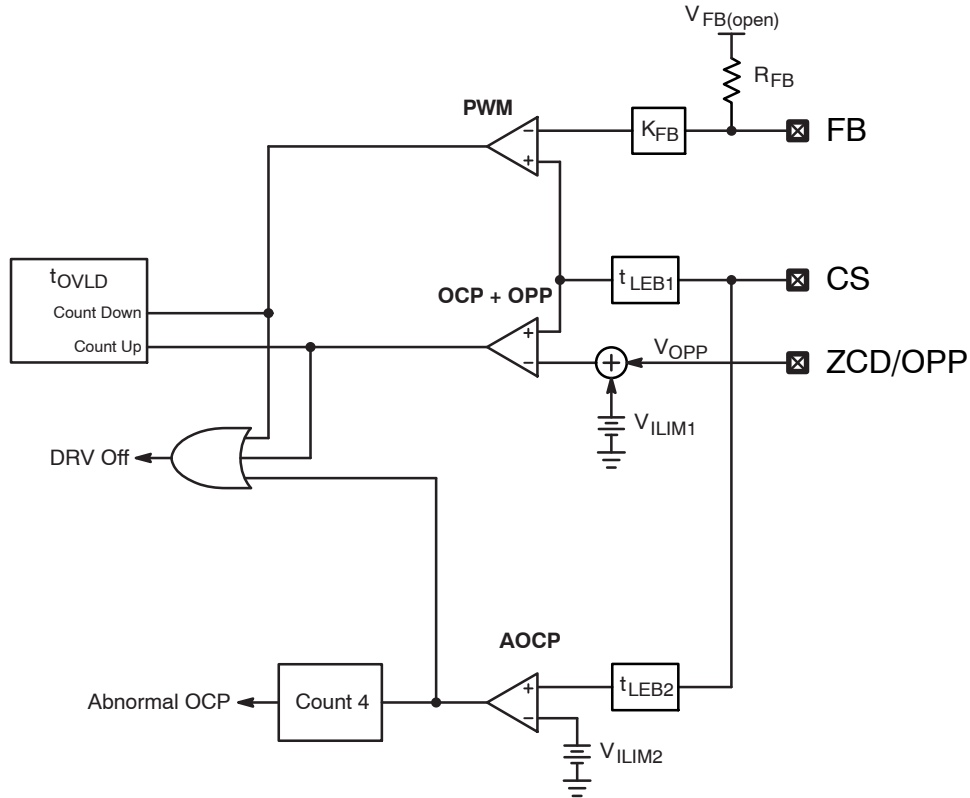 VFB(open)
RFB
PWM
−
+
KFB
FB
tOVLD
Count Down
Count Up
OCP + OPP
+
−
tLEB1
CS
+
VOPP
ZCD/OPP
VILIM1
DRV Off
AOCP
+
−
tLEB2
Abnormal OCP
Count 4
VILIM2